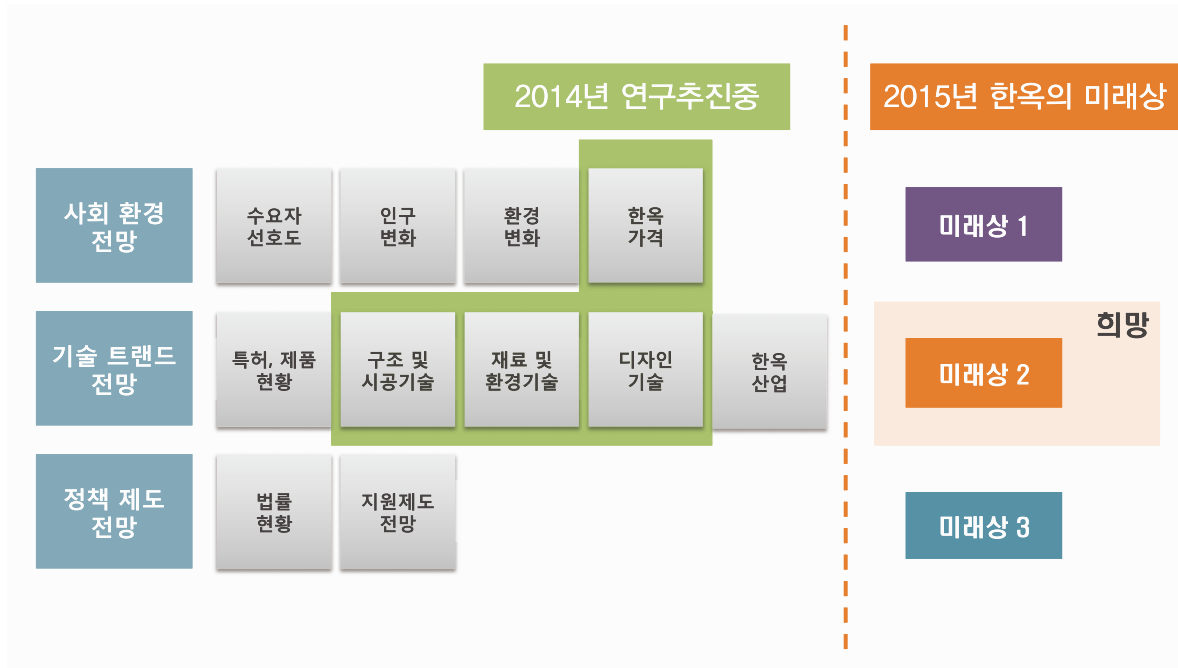 2014년 연구추진중
2015년 한옥의 미래상
사회 환경
전망
수요자
선호도
인구
변화
환경
변화
한옥
가격
미래상 1
기술 트랜드
전망
특허, 제품
현황
구조 및
시공기술
재료 및
환경기술
디자인
기술
한옥
산업
희망
미래상 2
정책 제도
전망
법률
현황
지원제도
전망
미래상 3